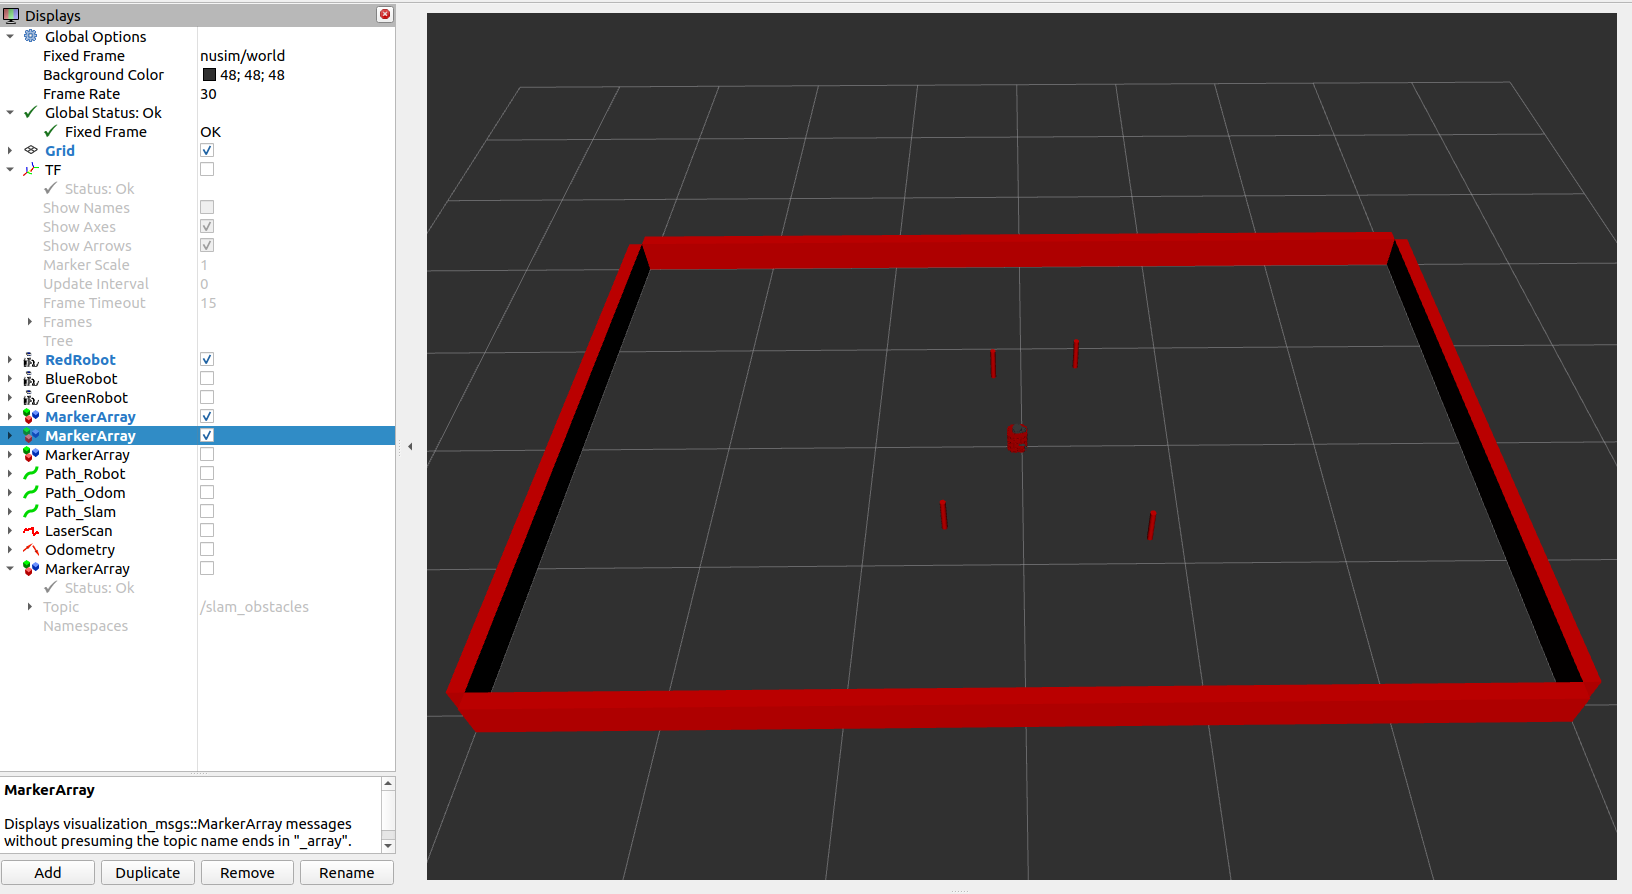 Displays
Global Options
Fixed Frame nusim/world
Background Color 48; 48; 48
Frame Rate 30
Global Status: Ok
Fixed Frame OK
Grid
TF
Status: Ok
Show Names
Show Axes
Show Arrows
Marker Scale 1
Update Interval 0
Frame Timeout 15
Frames
Tree
RedRobot
BlueRobot
GreenRobot
MarkerArray
MarkerArray
MarkerArray
Path_Robot
Path_Odom
Path_Slam
LaserScan
Odometry
MarkerArray
Status: Ok
Topic /slam_obstacles
Namespaces
MarkerArray
Displays visualization_msgs::MarkerArray messages
without presuming the topic name ends in "_array".
Add Duplicate Remove Rename